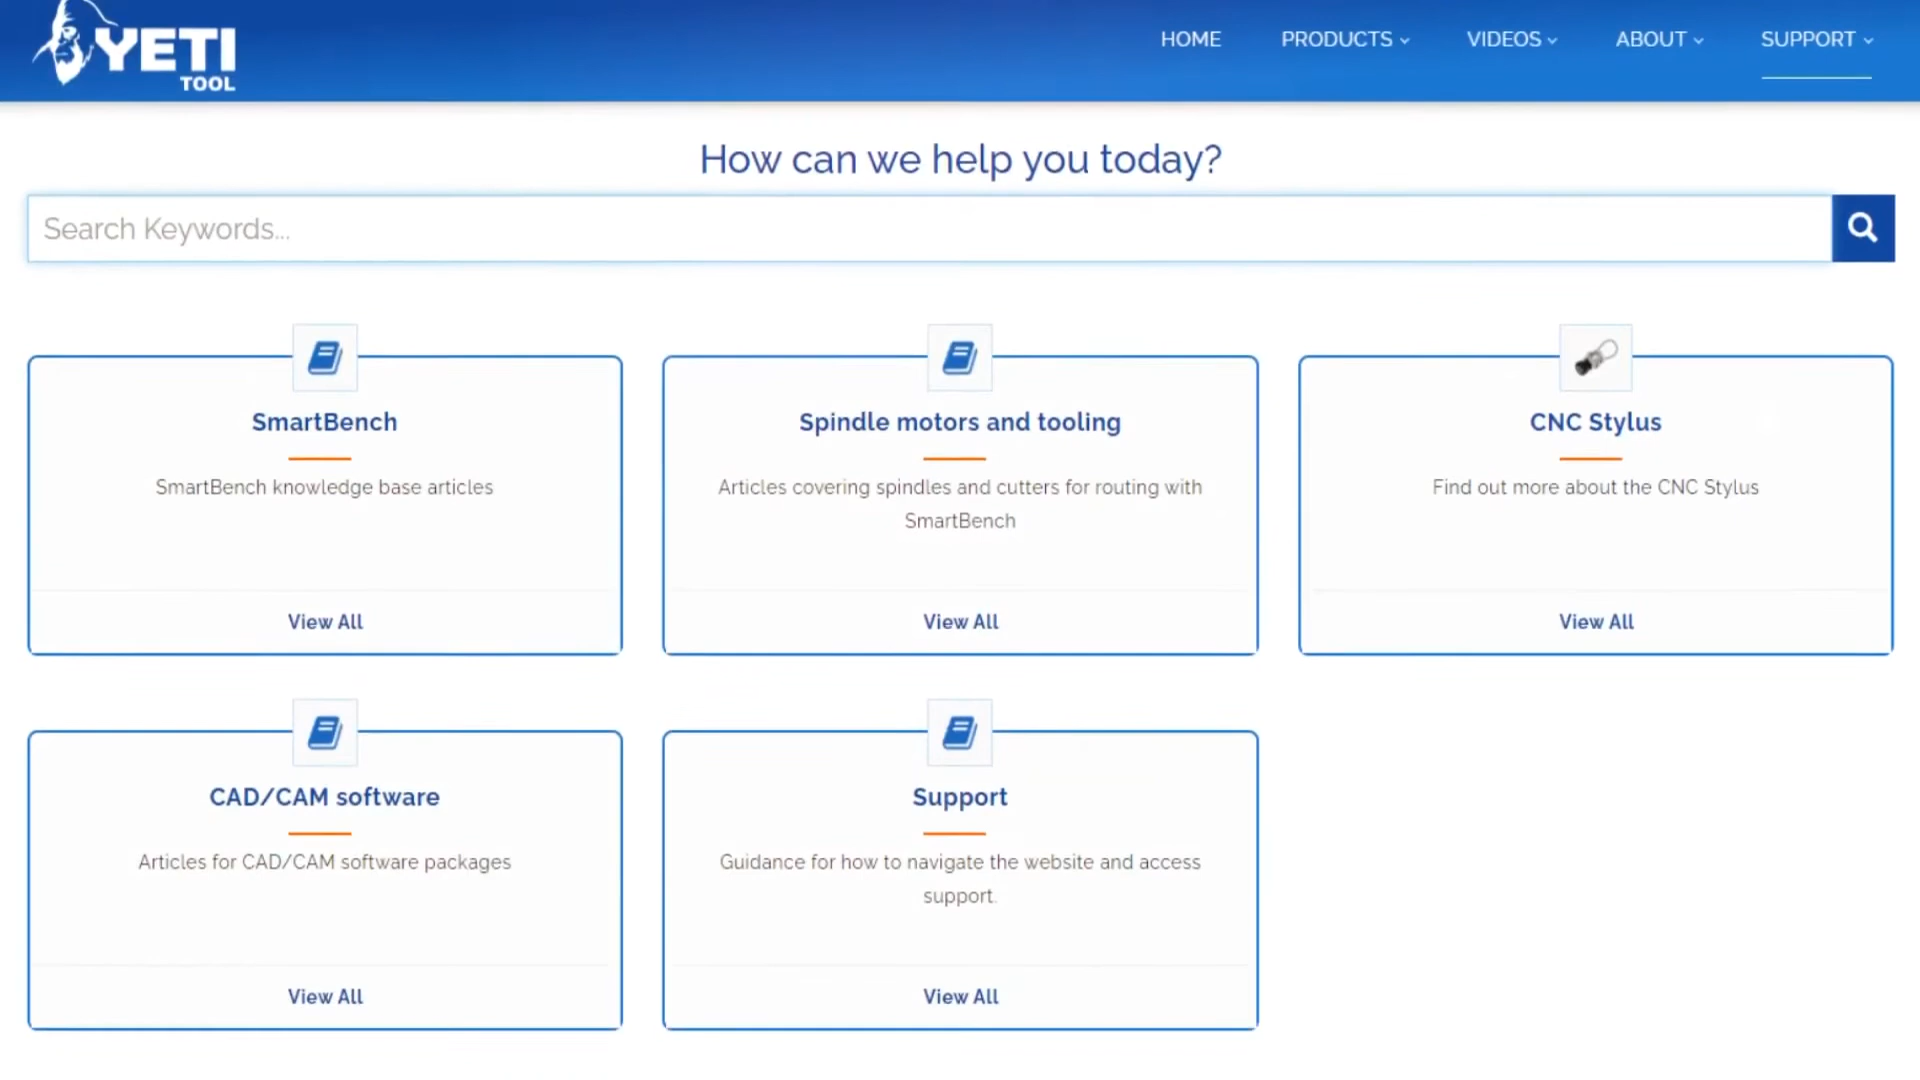 YETI
TOOL
HOME PRODUCTS VIDEOS ABOUT SUPPORT
How can we help you today?
Search Keywords...
SmartBench
SmartBench knowledge base articles
View All
Spindle motors and tooling
Articles covering spindles and cutters for routing with
SmartBench
View All
CNC Stylus
Find out more about the CNC Stylus
View All
CAD/CAM software
Articles for CAD/CAM software packages
View All
Support
Guidance for how to navigate the website and access
support.
View All